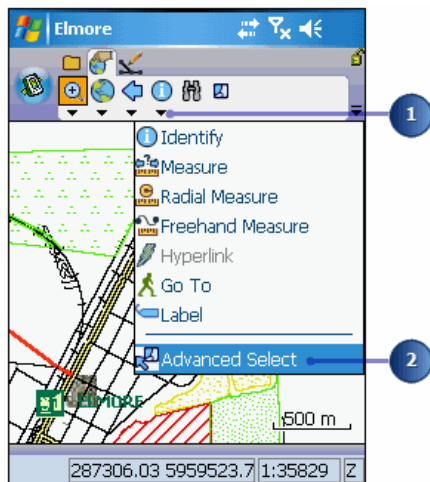 Elmore
1
Identify
Measure
Radial Measure
Freehand Measure
Hyperlink
Go To
Label
Advanced Select
2
ELMORE
500 m
287306.03 5959523.7 1:35829 Z